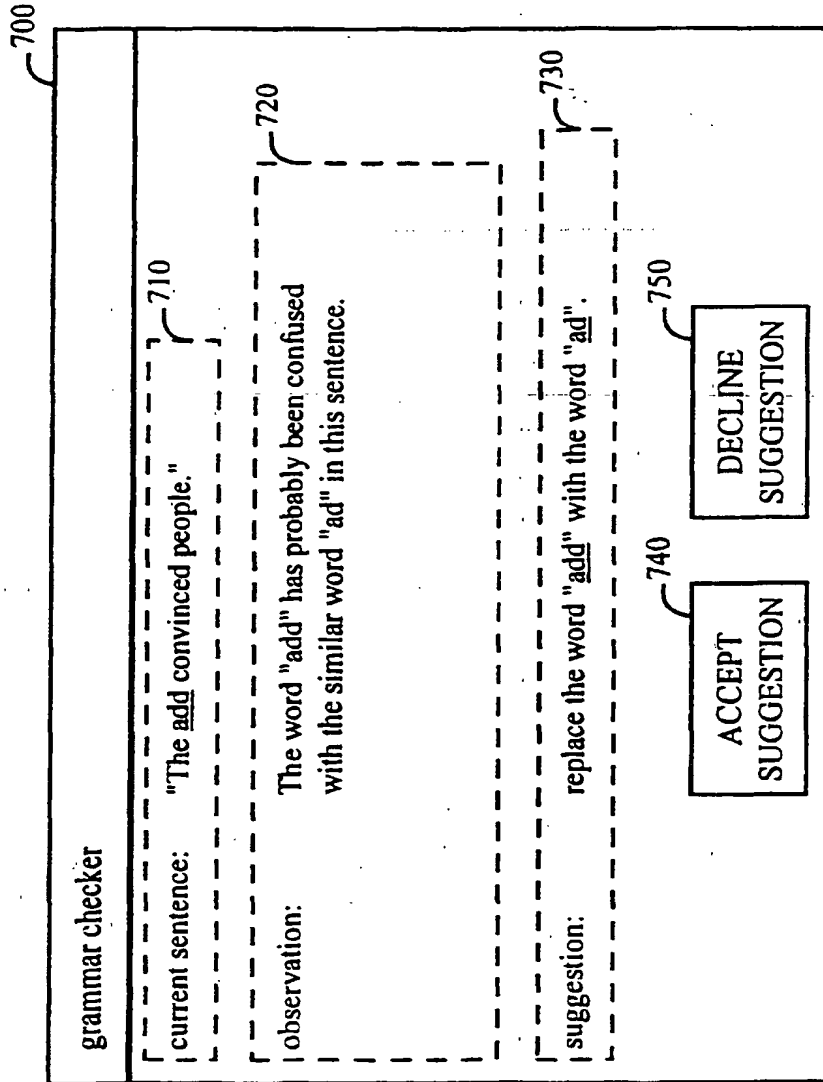 700
grammar checker
710
current sentence: "The add convinced people."
720
observation: The word "add" has probably been confused
with the similar word "ad" in this sentence.
730
suggestion: replace the word "add" with the word "ad".
740
ACCEPT
SUGGESTION
750
DECLINE
SUGGESTION